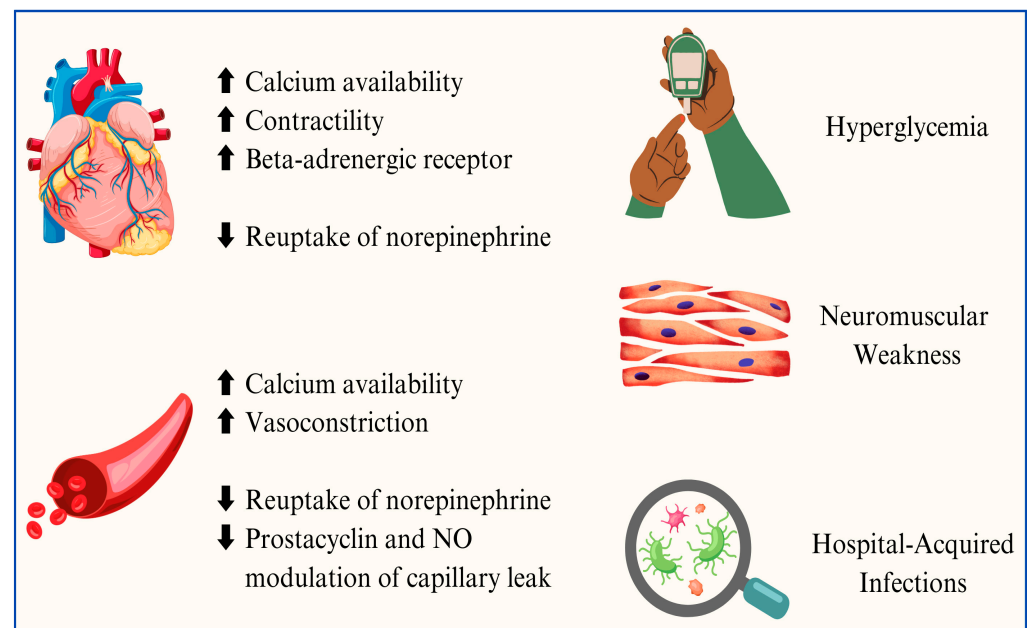 Calcium availability
Contractility
Beta-adrenergic receptor
Reuptake of norepinephrine
Calcium availability
Vasoconstriction
Reuptake of norepinephrine
Prostacyclin and NO
modulation of capillary leak
Hyperglycemia
Neuromuscular
Weakness
Hospital-Acquired
Infections